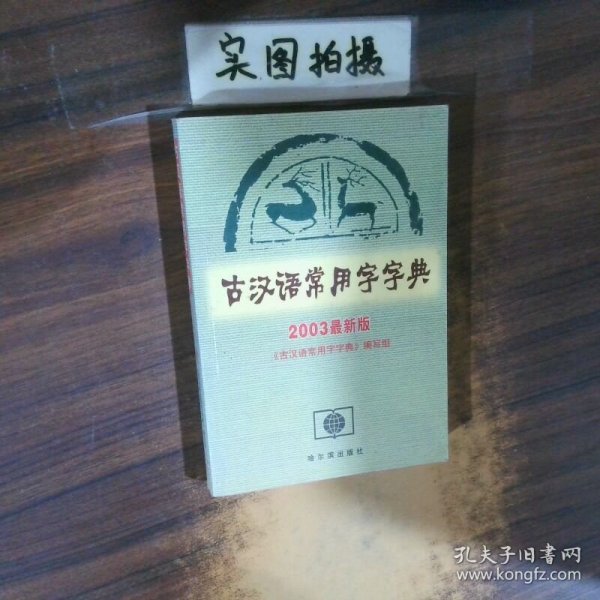 实图拍摄
古汉语常用字字典
2003最新版
《古汉语常用字字典》编写组
哈尔滨出版社
孔夫子旧书网
www.kongfz.com